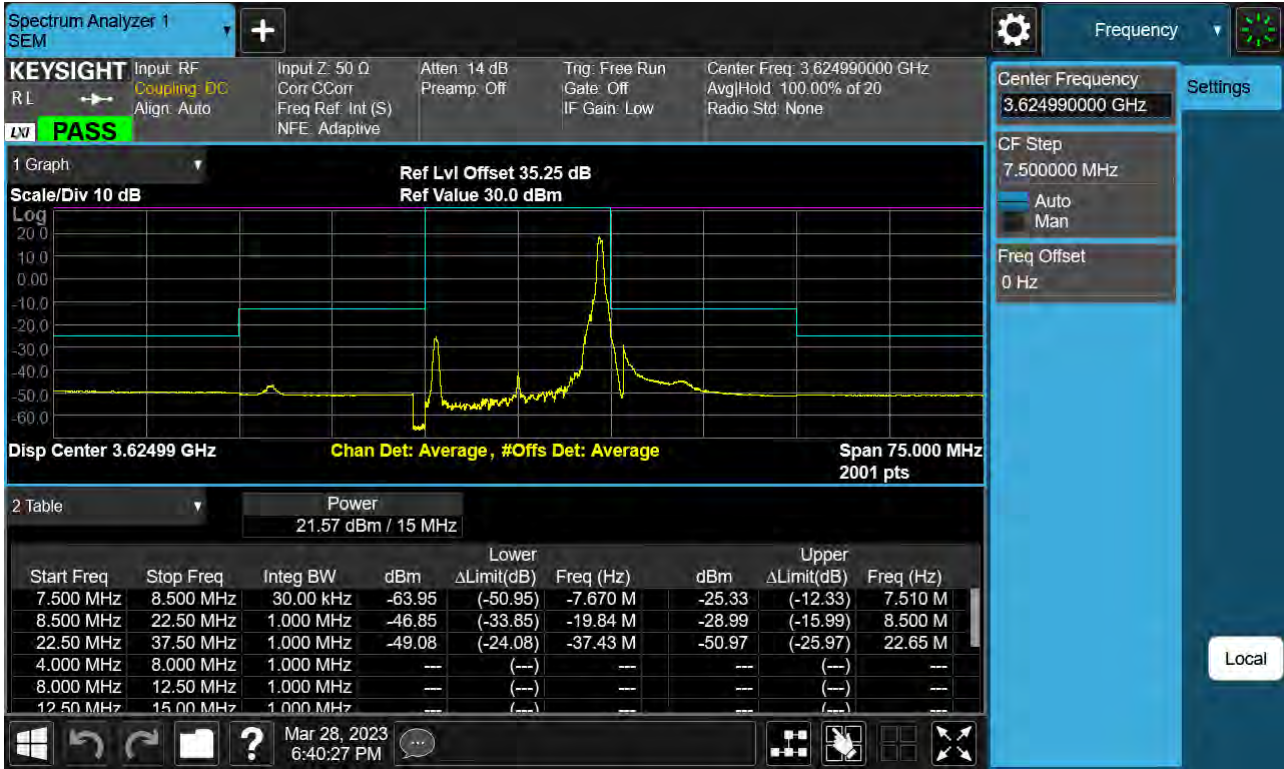 Spectrum Analyzer 1
SEM
+
Frequency
KEYSIGHT
R L
LXI
PASS
Input: RF
Coupling: DC
Align: Auto
Input Z: 50 Ω
Corr CCorr
Freq Ref: Int (S)
NFE: Adaptive
Atten: 14 dB
Preamp: Off
Trig: Free Run
Gate: Off
IF Gain: Low
Center Freq: 3.624990000 GHz
Avg|Hold: 100.00% of 20
Radio Std: None
Center Frequency
3.624990000 GHz
Settings
CF Step
7.500000 MHz
Auto
Man
Freq Offset
0 Hz
1 Graph
Scale/Div 10 dB
Ref Lvl Offset 35.25 dB
Ref Value 30.0 dBm
Log
20.0
10.0
0.00
-10.0
-20.0
-30.0
-40.0
-50.0
-60.0
Disp Center 3.62499 GHz
Chan Det: Average, #Offs Det: Average
Span 75.000 MHz
2001 pts
2 Table
Power
21.57 dBm / 15 MHz
Lower Upper
Start Freq Stop Freq Integ BW dBm ΔLimit(dB) Freq (Hz) dBm ΔLimit(dB) Freq (Hz)
7.500 MHz 8.500 MHz 30.00 kHz -63.95 (-50.95) -7.670 M -25.33 (-12.33) 7.510 M
8.500 MHz 22.50 MHz 1.000 MHz -46.85 (-33.85) -19.84 M -28.99 (-15.99) 8.500 M
22.50 MHz 37.50 MHz 1.000 MHz -49.08 (-24.08) -37.43 M -50.97 (-25.97) 22.65 M
4.000 MHz 8.000 MHz 1.000 MHz --- (---) --- --- (---) ---
8.000 MHz 12.50 MHz 1.000 MHz --- (---) --- --- (---) ---
12.50 MHz 15.00 MHz 1.000 MHz --- (---) --- --- (---) ---
Local
?
Mar 28, 2023
6:40:27 PM